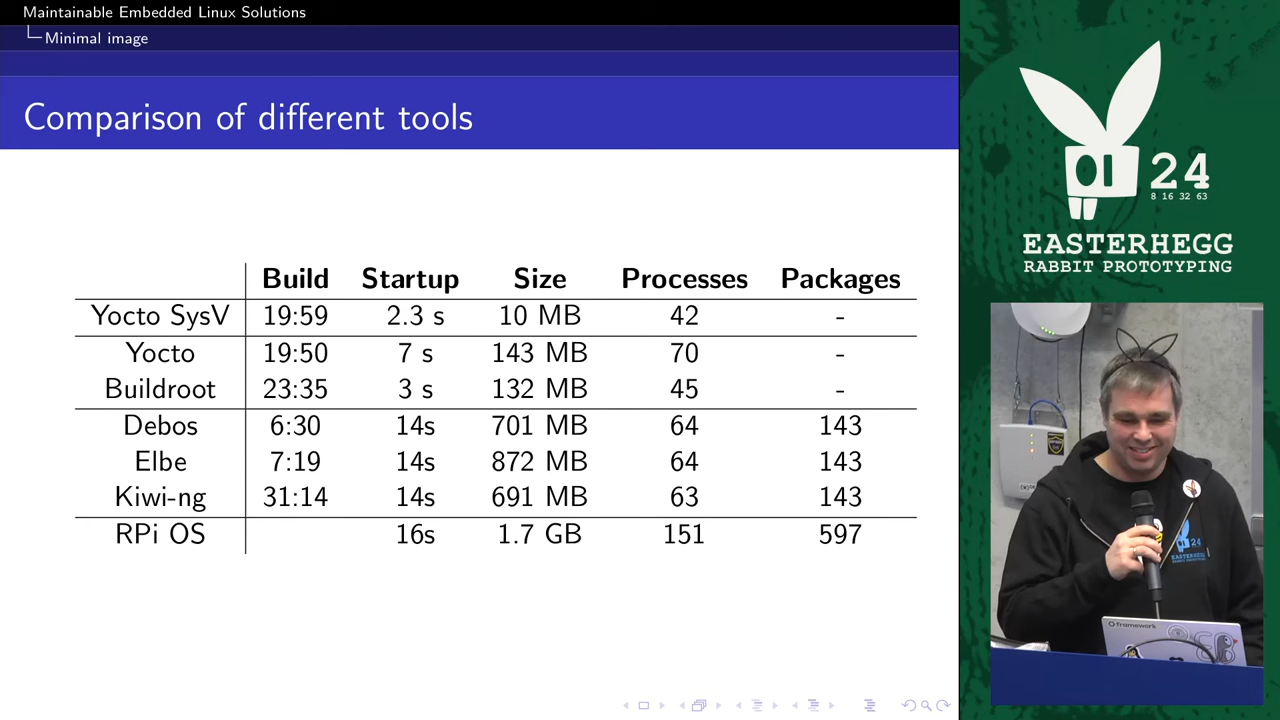 Maintainable Embedded Linux Solutions
Minimal image
Comparison of different tools
Build Startup Size Processes Packages
Yocto SysV 19:59 2.3 s 10 MB 42 -
Yocto 19:50 7 s 143 MB 70 -
Buildroot 23:35 3 s 132 MB 45 -
Debos 6:30 14s 701 MB 64 143
Elbe 7:19 14s 872 MB 64 143
Kiwi-ng 31:14 14s 691 MB 63 143
RPi OS 16s 1.7 GB 151 597
24
8 16 32 63
EASTERHEGG
RABBIT PROTOTYPING
24
framework